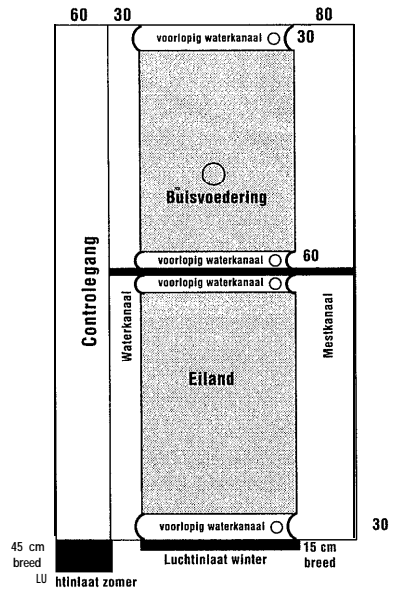 60 30 80
voorlopig waterkanaal 30
Buisvoedering
voorlopig waterkanaal 60
voorlopig waterkanaal
Controlegang
Waterkanaal
Mestkanaal
Eiland
voorlopig waterkanaal 30
45 cm
breed
Luchtinlaat winter
15 cm
breed
LU htinlaat zomer